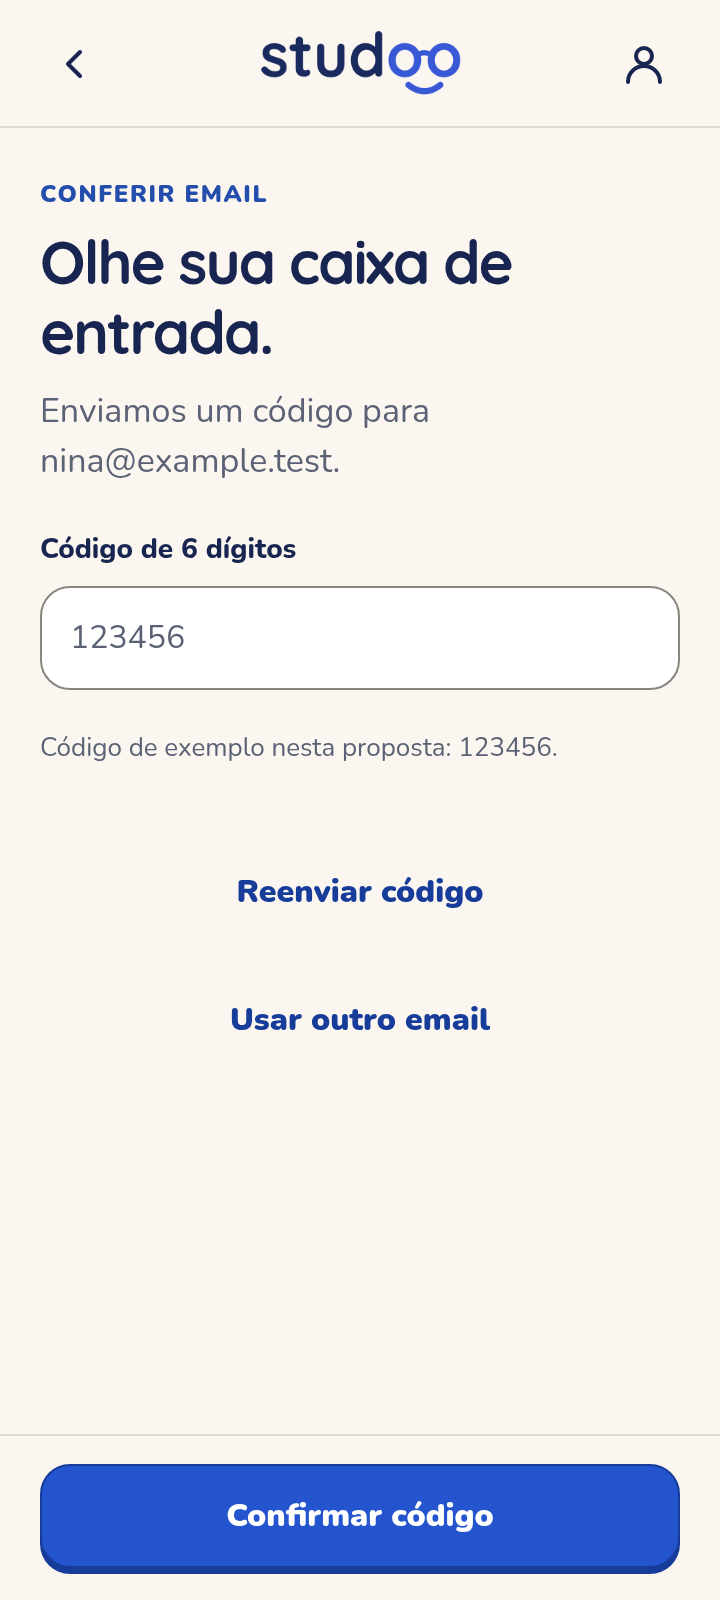 studoo
CONFERIR EMAIL
Olhe sua caixa de
entrada.
Enviamos um código para
nina@example.test.
Código de 6 dígitos
123456
Código de exemplo nesta proposta: 123456.
Reenviar código
Usar outro email
Confirmar código